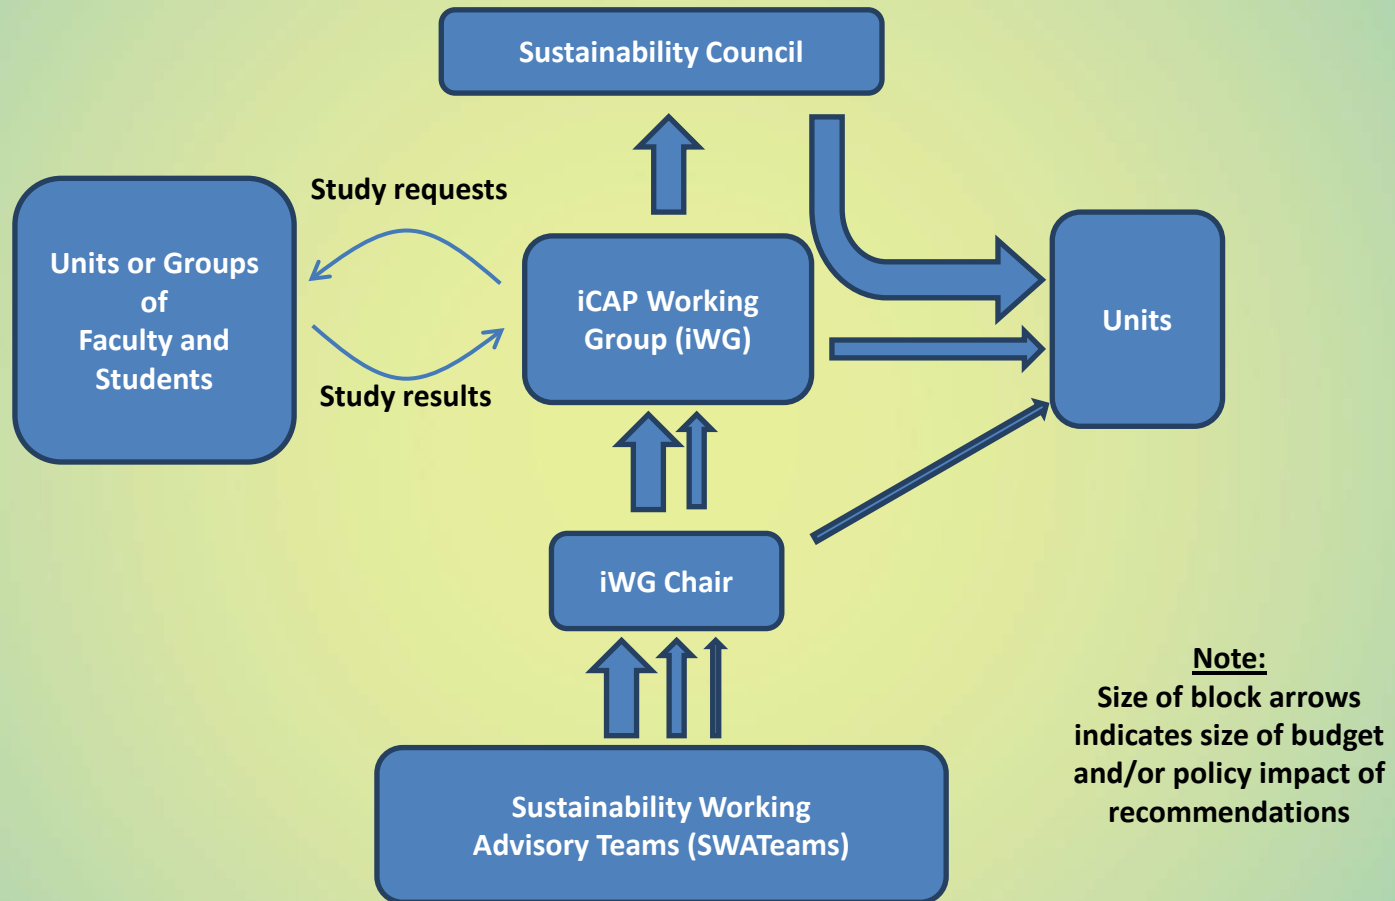 Sustainability Council
Study requests
Units or Groups
of
Faculty and
Students
iCAP Working
Group (iWG)
Units
Study results
iWG Chair
Note:
Size of block arrows
indicates size of budget
and/or policy impact of
recommendations
Sustainability Working
Advisory Teams (SWATeams)